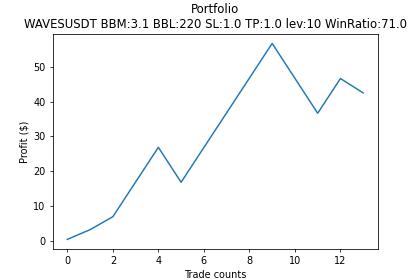 Portfolio
WAVESUSDT BBM:3.1 BBL:220 SL:1.0 TP:1.0 lev:10 WinRatio:71.0
50
40
30
20
10
0
Profit ($)
0 2 4 6 8 10 12
Trade counts